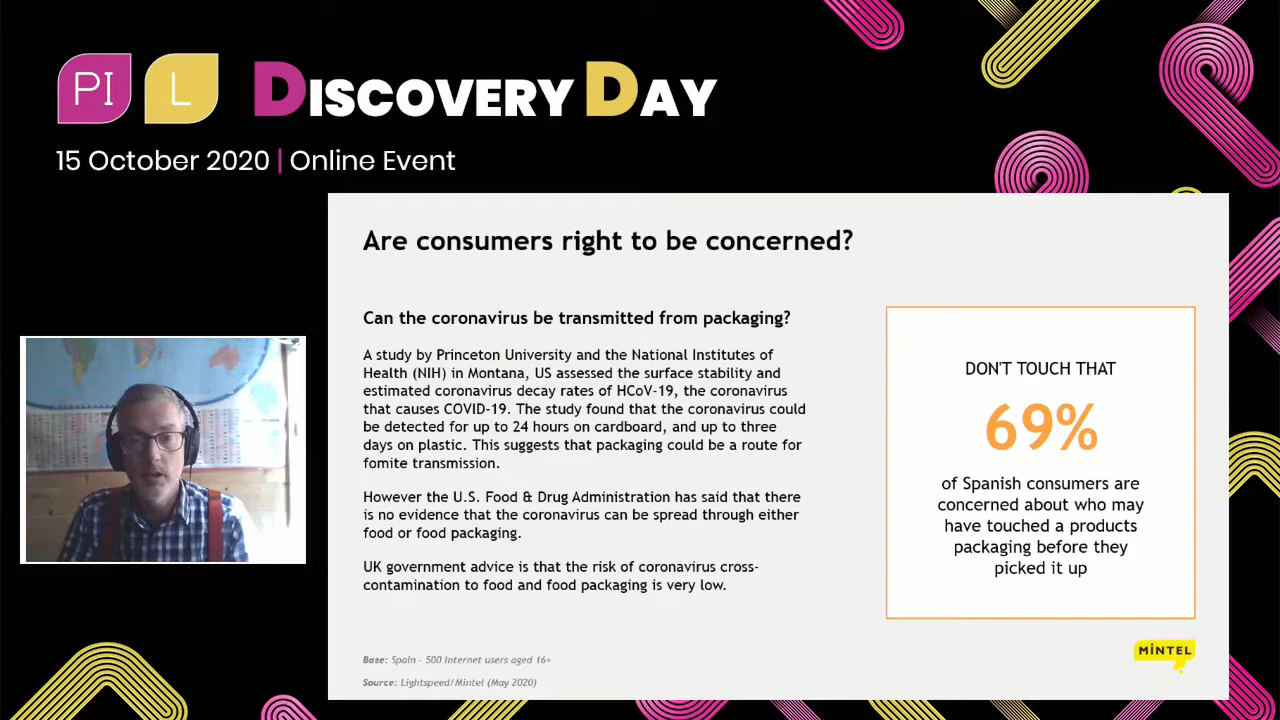 PI L DISCOVERY DAY
15 October 2020 | Online Event
Are consumers right to be concerned?
Can the coronavirus be transmitted from packaging?
A study by Princeton University and the National Institutes of
Health (NIH) in Montana, US assessed the surface stability and
estimated coronavirus decay rates of HCoV-19, the coronavirus
that causes COVID-19. The study found that the coronavirus could
be detected for up to 24 hours on cardboard, and up to three
days on plastic. This suggests that packaging could be a route for
fomite transmission.
However the U.S. Food & Drug Administration has said that there
is no evidence that the coronavirus can be spread through either
food or food packaging.
UK government advice is that the risk of coronavirus cross-
contamination to food and food packaging is very low.
Base: Spain - 500 internet users aged 16+
Source: Lightspeed/Mintel (May 2020)
DON'T TOUCH THAT
69%
of Spanish consumers are
concerned about who may
have touched a products
packaging before they
picked it up
MINTEL